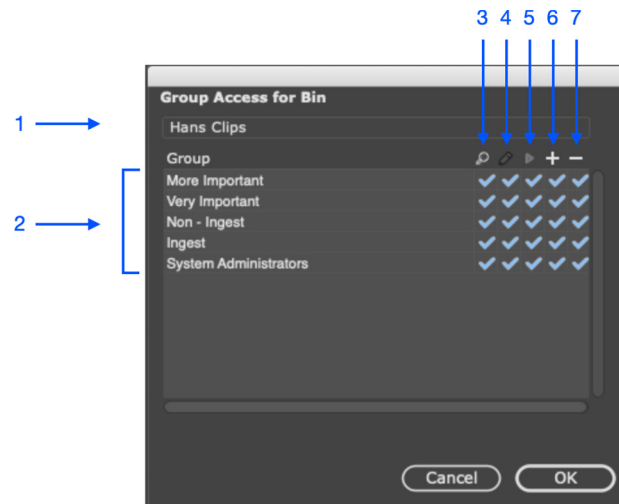 3 4 5 6 7
Group Access for Bin
1
Hans Clips
Group
More Important
Very Important
2
Non - Ingest
Ingest
System Administrators
Cancel OK